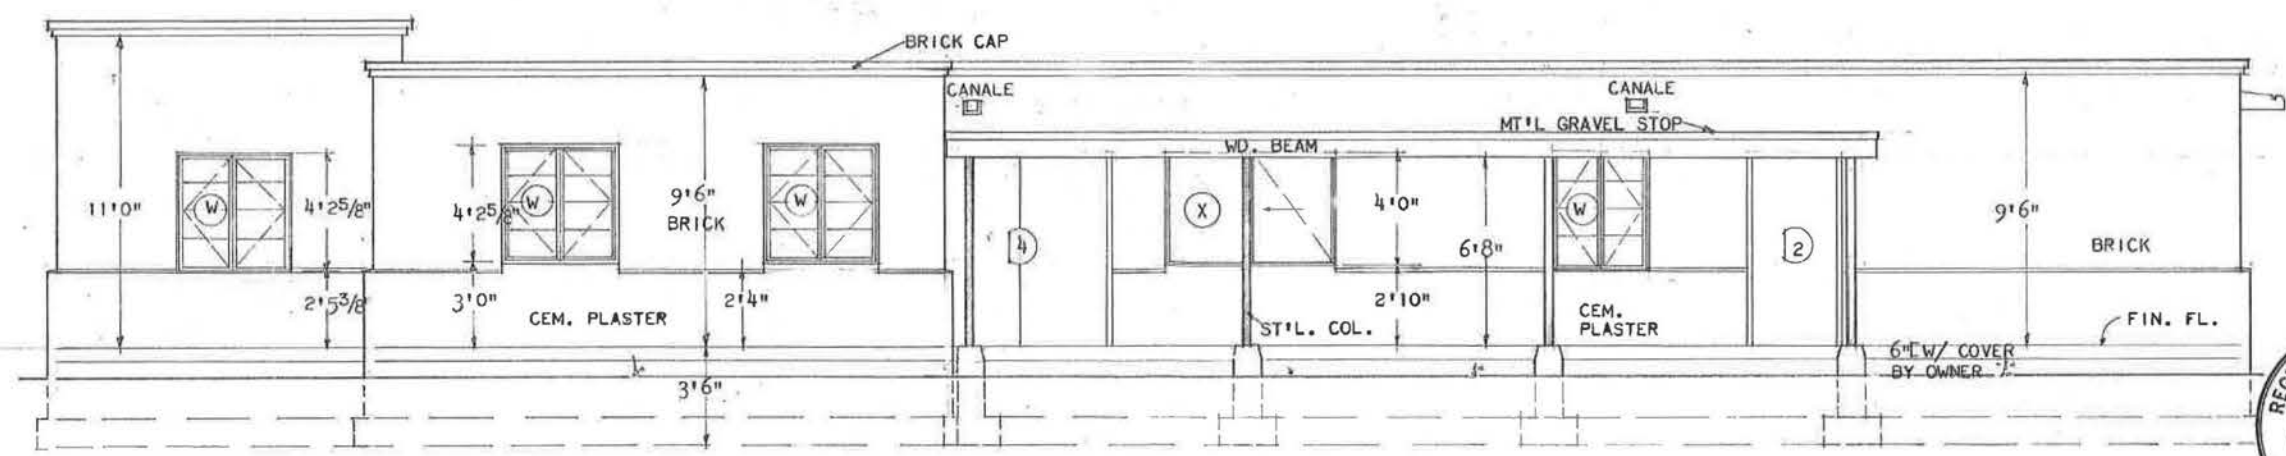 BRICK CAP
CANALE
CANALE
MT'L GRAVEL STOP
WD. BEAM
11'0"
W
4'2 5/8"
4'2 5/8"
W
9'6"
BRICK
W
X
4'0"
W
9'6"
4
6'8"
2
BRICK
2'5 3/8
3'0"
2'4"
2'10"
CEM. PLASTER
ST'L. COL.
CEM.
PLASTER
FIN. FL.
6"[ W/ COVER
BY OWNER
3'6"